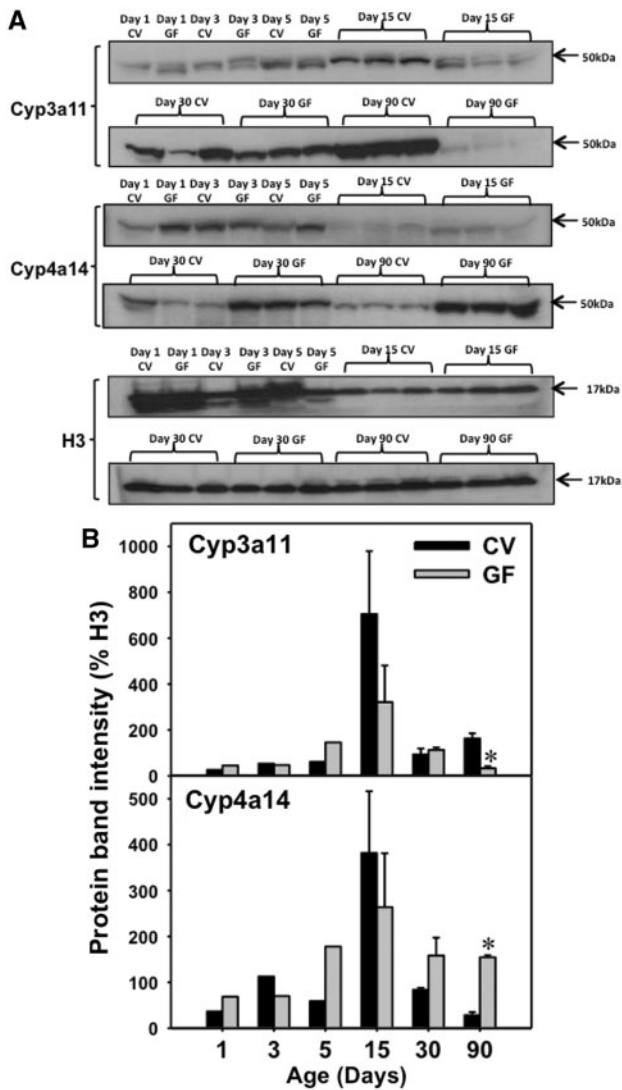 A
Day 1 Day 1 Day 3 Day 3 Day 5 Day 5 Day 15 CV Day 15 GF
CV GF CV GF CV GF
50kDa
Cyp3a11
Day 30 CV Day 30 GF Day 90 CV Day 90 GF
50kDa
Day 1 Day 1 Day 3 Day 3 Day 5 Day 5 Day 15 CV Day 15 GF
CV GF CV GF CV GF
50kDa
Cyp4a14
Day 30 CV Day 30 GF Day 90 CV Day 90 GF
50kDa
Day 1 Day 1 Day 3 Day 3 Day 5 Day 5 Day 15 CV Day 15 GF
CV GF CV GF CV GF
17kDa
H3
Day 30 CV Day 30 GF Day 90 CV Day 90 GF
17kDa
B
Cyp3a11
CV
GF
1000
800
600
400
200
0
*
Cyp4a14
500
400
300
200
100
0
*
Protein band intensity (% H3)
1 3 5 15 30 90
Age (Days)